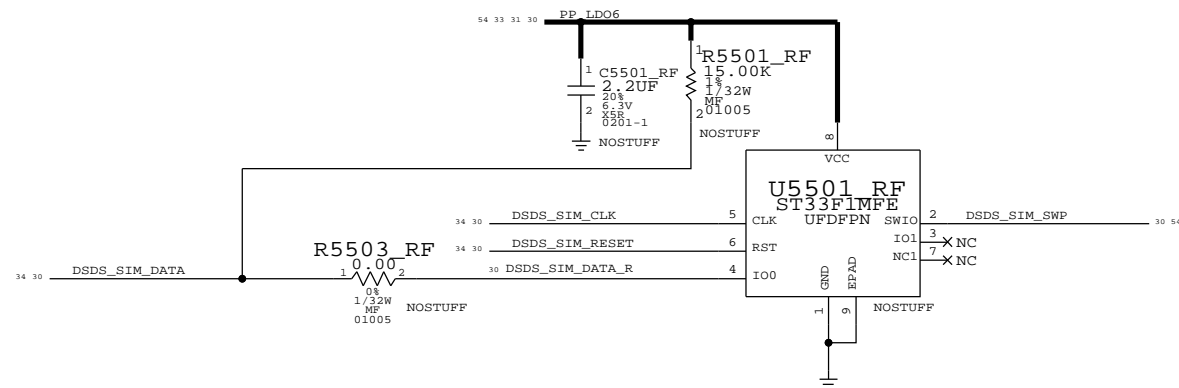 54 33 31 30 PP_LDO6
1
C5501_RF
2.2UF
20%
6.3V
X5R
0201-1
2
NOSTUFF
1
R5501_RF
15.00K
1%
1/32W
MF
01005
2
NOSTUFF
8
VCC
U5501_RF
ST33F1MFE
UFDFPN
34 30 DSDS_SIM_CLK 5 CLK
SWIO 2 DSDS_SIM_SWP 30 54
34 30 DSDS_SIM_RESET 6 RST
IO1 3 NC
NC1 7 NC
34 30 DSDS_SIM_DATA
R5503_RF
0.00
1 2
0%
1/32W
MF
01005
NOSTUFF
30 DSDS_SIM_DATA_R 4 IO0
GND
EPAD
1
9
NOSTUFF